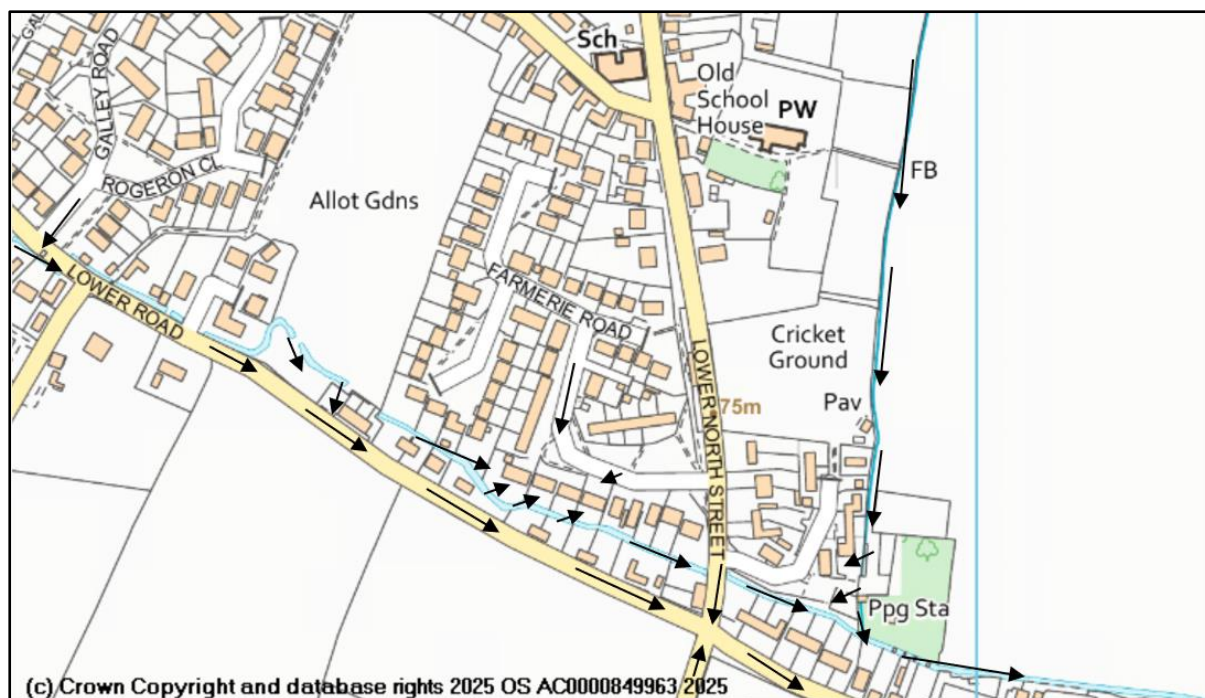 GAL
GALLEY ROAD
Sch
Old
School
House
PW
ROGERON Cl
Allot Gdns
FB
LOWER ROAD
FARMERIE ROAD
LOWER NORTH STREET
Cricket
Ground
75m
Pav
Ppg Sta
(c) Crown Copyright and database rights 2025 OS AC0000849963 2025